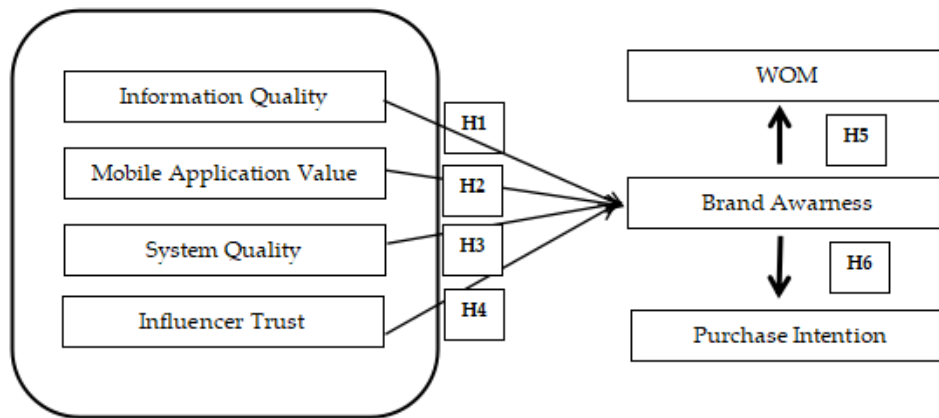 Information Quality
Mobile Application Value
System Quality
Influencer Trust
H1
H2
H3
H4
WOM
H5
Brand Awarness
H6
Purchase Intention